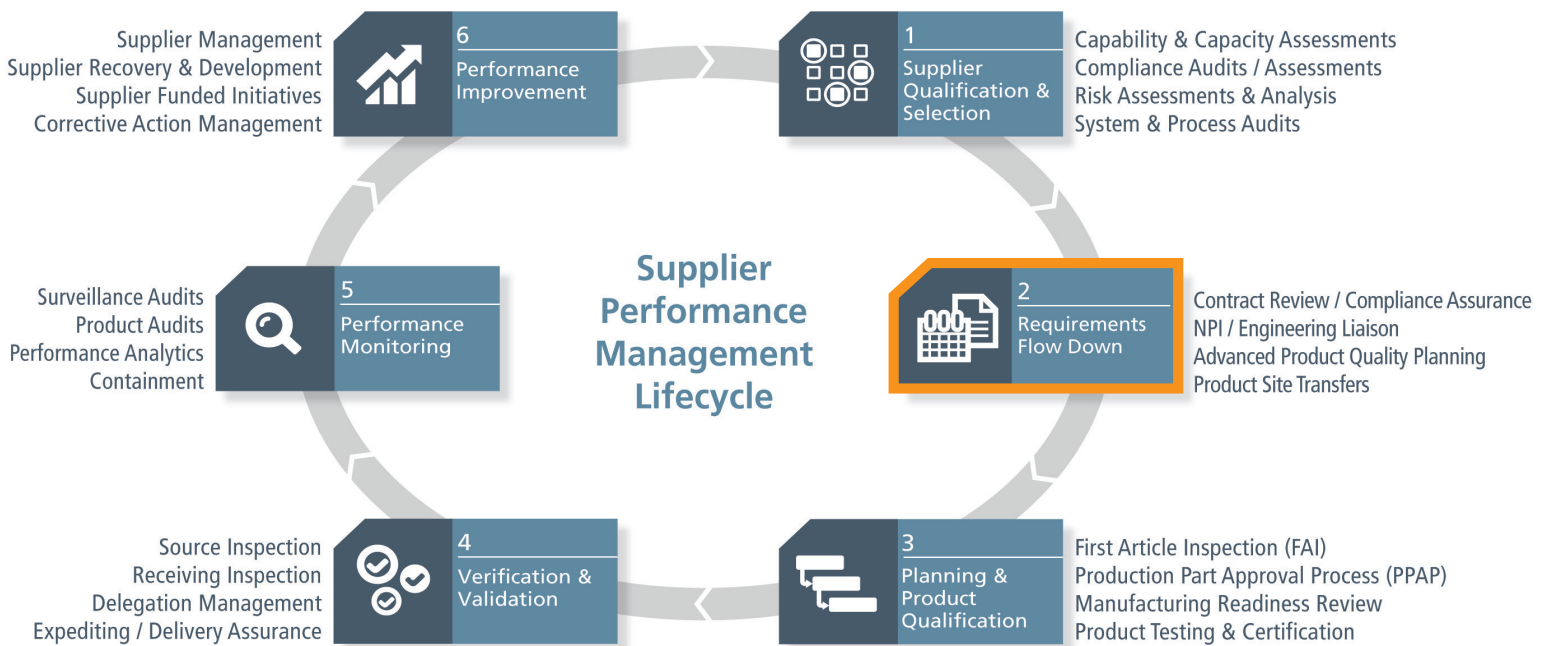 Supplier Management
Supplier Recovery & Development
Supplier Funded Initiatives
Corrective Action Management
6
Performance
Improvement
1
Supplier
Qualification &
Selection
Capability & Capacity Assessments
Compliance Audits / Assessments
Risk Assessments & Analysis
System & Process Audits
Surveillance Audits
Product Audits
Performance Analytics
Containment
5
Performance
Monitoring
Supplier
Performance
Management
Lifecycle
2
Requirements
Flow Down
Contract Review / Compliance Assurance
NPI / Engineering Liaison
Advanced Product Quality Planning
Product Site Transfers
Source Inspection
Receiving Inspection
Delegation Management
Expediting / Delivery Assurance
4
Verification &
Validation
3
Planning &
Product
Qualification
First Article Inspection (FAI)
Production Part Approval Process (PPAP)
Manufacturing Readiness Review
Product Testing & Certification